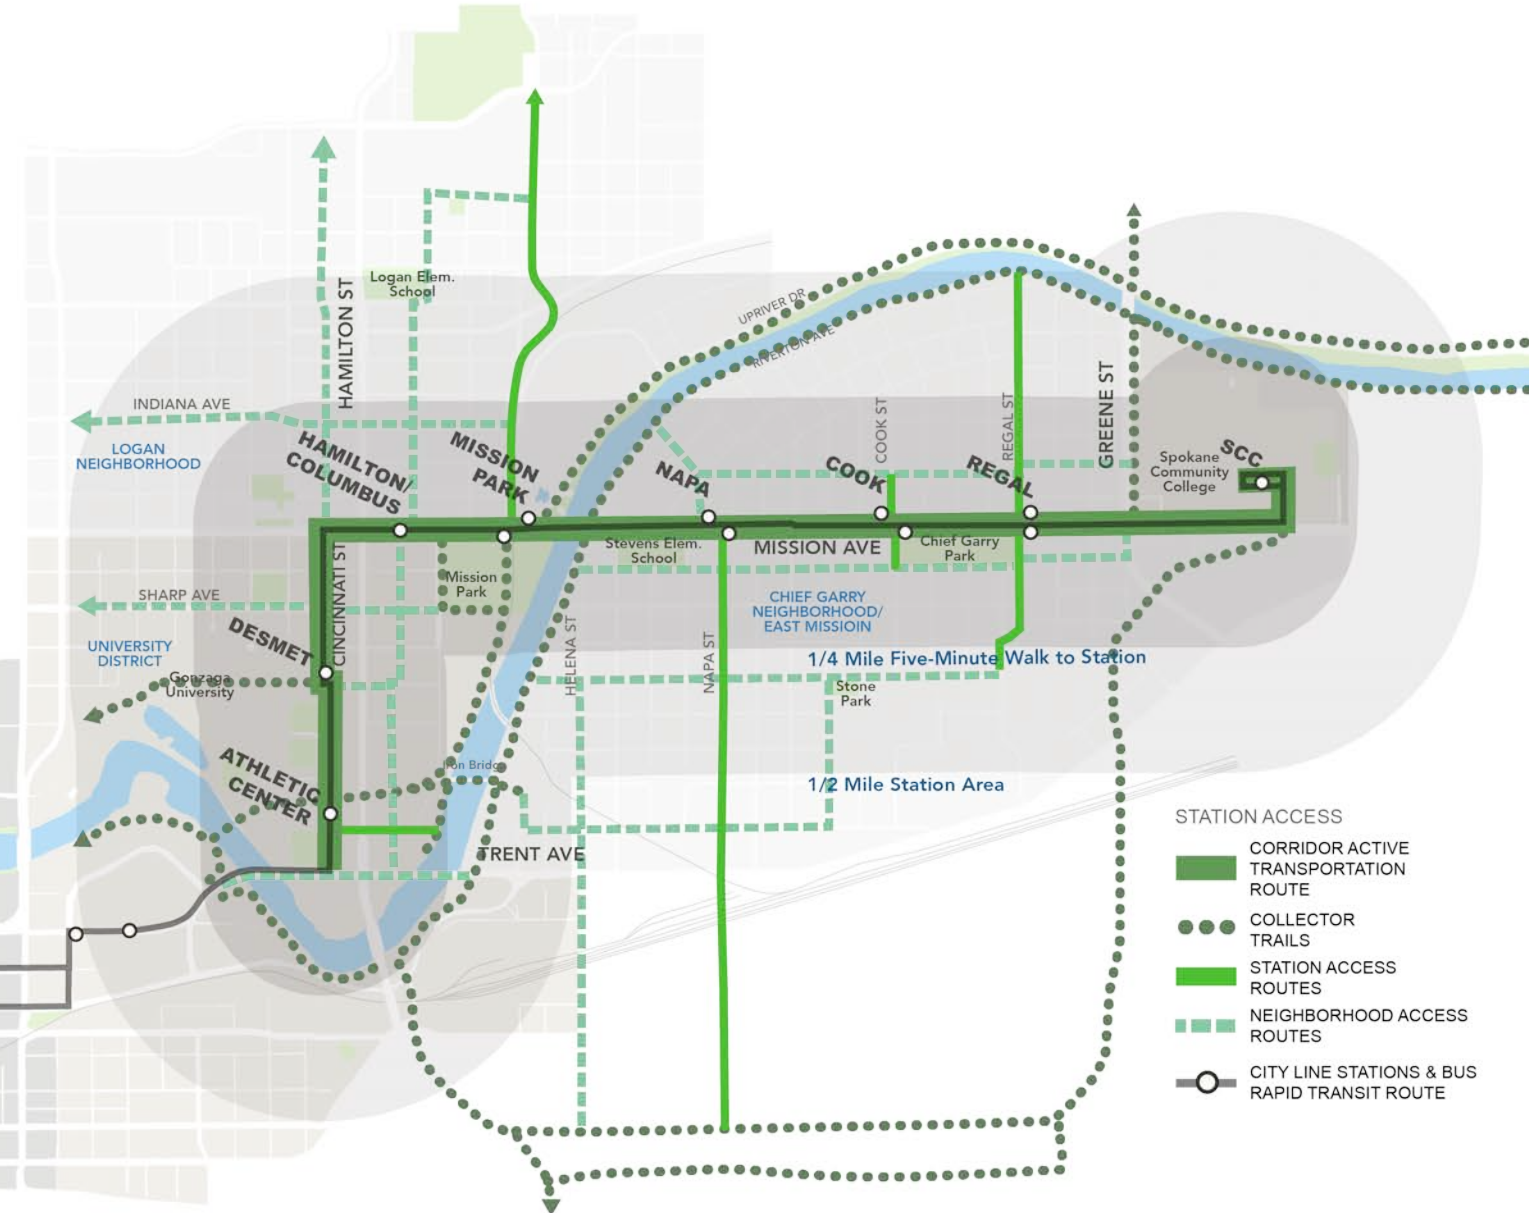 Logan Elem.
School
HAMILTON ST
UPRIVER DR
RIVERTON AVE
INDIANA AVE
LOGAN
NEIGHBORHOOD
HAMILTON/
COLUMBUS
MISSION
PARK
NAPA
COOK
COOK ST
REGAL
REGAL ST
GREENE ST
SCC
Spokane
Community
College
Stevens Elem.
School
MISSION AVE
Chief Garry
Park
Mission
Park
CINCINNATI ST
SHARP AVE
DESMET
UNIVERSITY
DISTRICT
Gonzaga
University
CHIEF GARRY
NEIGHBORHOOD/
EAST MISSIOIN
HELENA ST
NAPA ST
1/4 Mile Five-Minute Walk to Station
Stone
Park
ATHLETIC
CENTER
Iron Bridge
1/2 Mile Station Area
TRENT AVE
STATION ACCESS
CORRIDOR ACTIVE
TRANSPORTATION
ROUTE
COLLECTOR
TRAILS
STATION ACCESS
ROUTES
NEIGHBORHOOD ACCESS
ROUTES
CITY LINE STATIONS & BUS
RAPID TRANSIT ROUTE